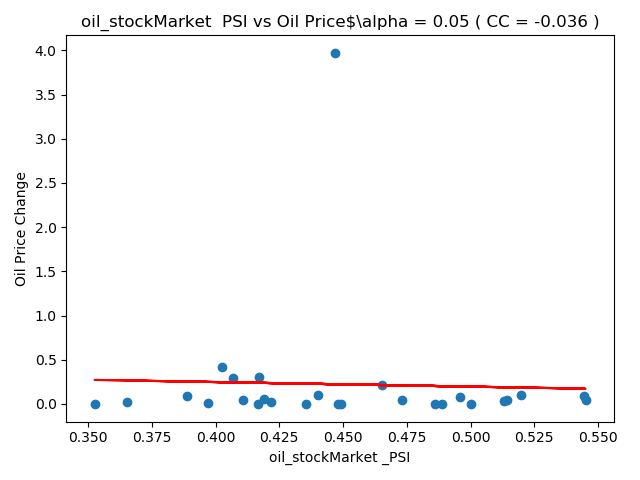 oil_stockMarket  PSI vs Oil Price$\alpha = 0.05 ( CC = -0.036 )
4.0
3.5
3.0
2.5
2.0
1.5
1.0
0.5
0.0
Oil Price Change
0.350 0.375 0.400 0.425 0.450 0.475 0.500 0.525 0.550
oil_stockMarket _PSI